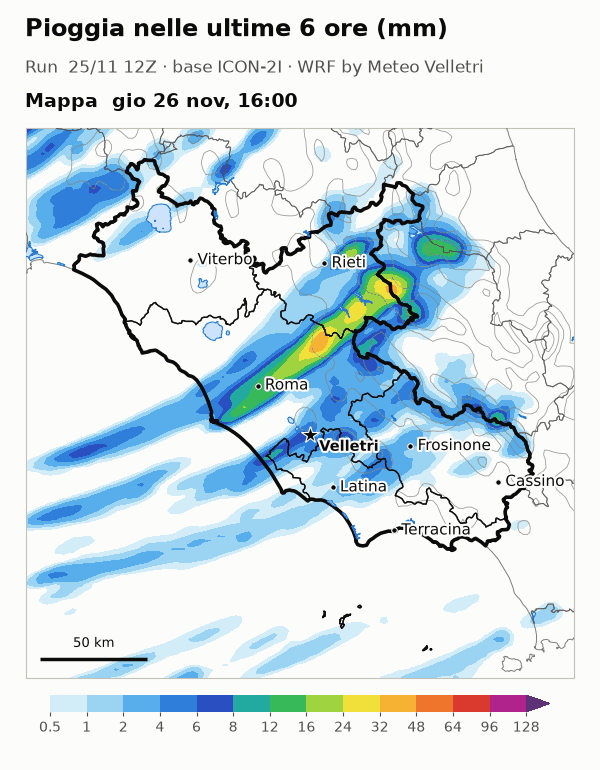 Pioggia nelle ultime 6 ore (mm)
Run  25/11 12Z · base ICON-2I · WRF by Meteo Velletri
Mappa  gio 26 nov, 16:00
Viterbo
Rieti
Roma
Velletri
Frosinone
Latina
Cassino
Terracina
50 km
0.5 1 2 4 6 8 12 16 24 32 48 64 96 128